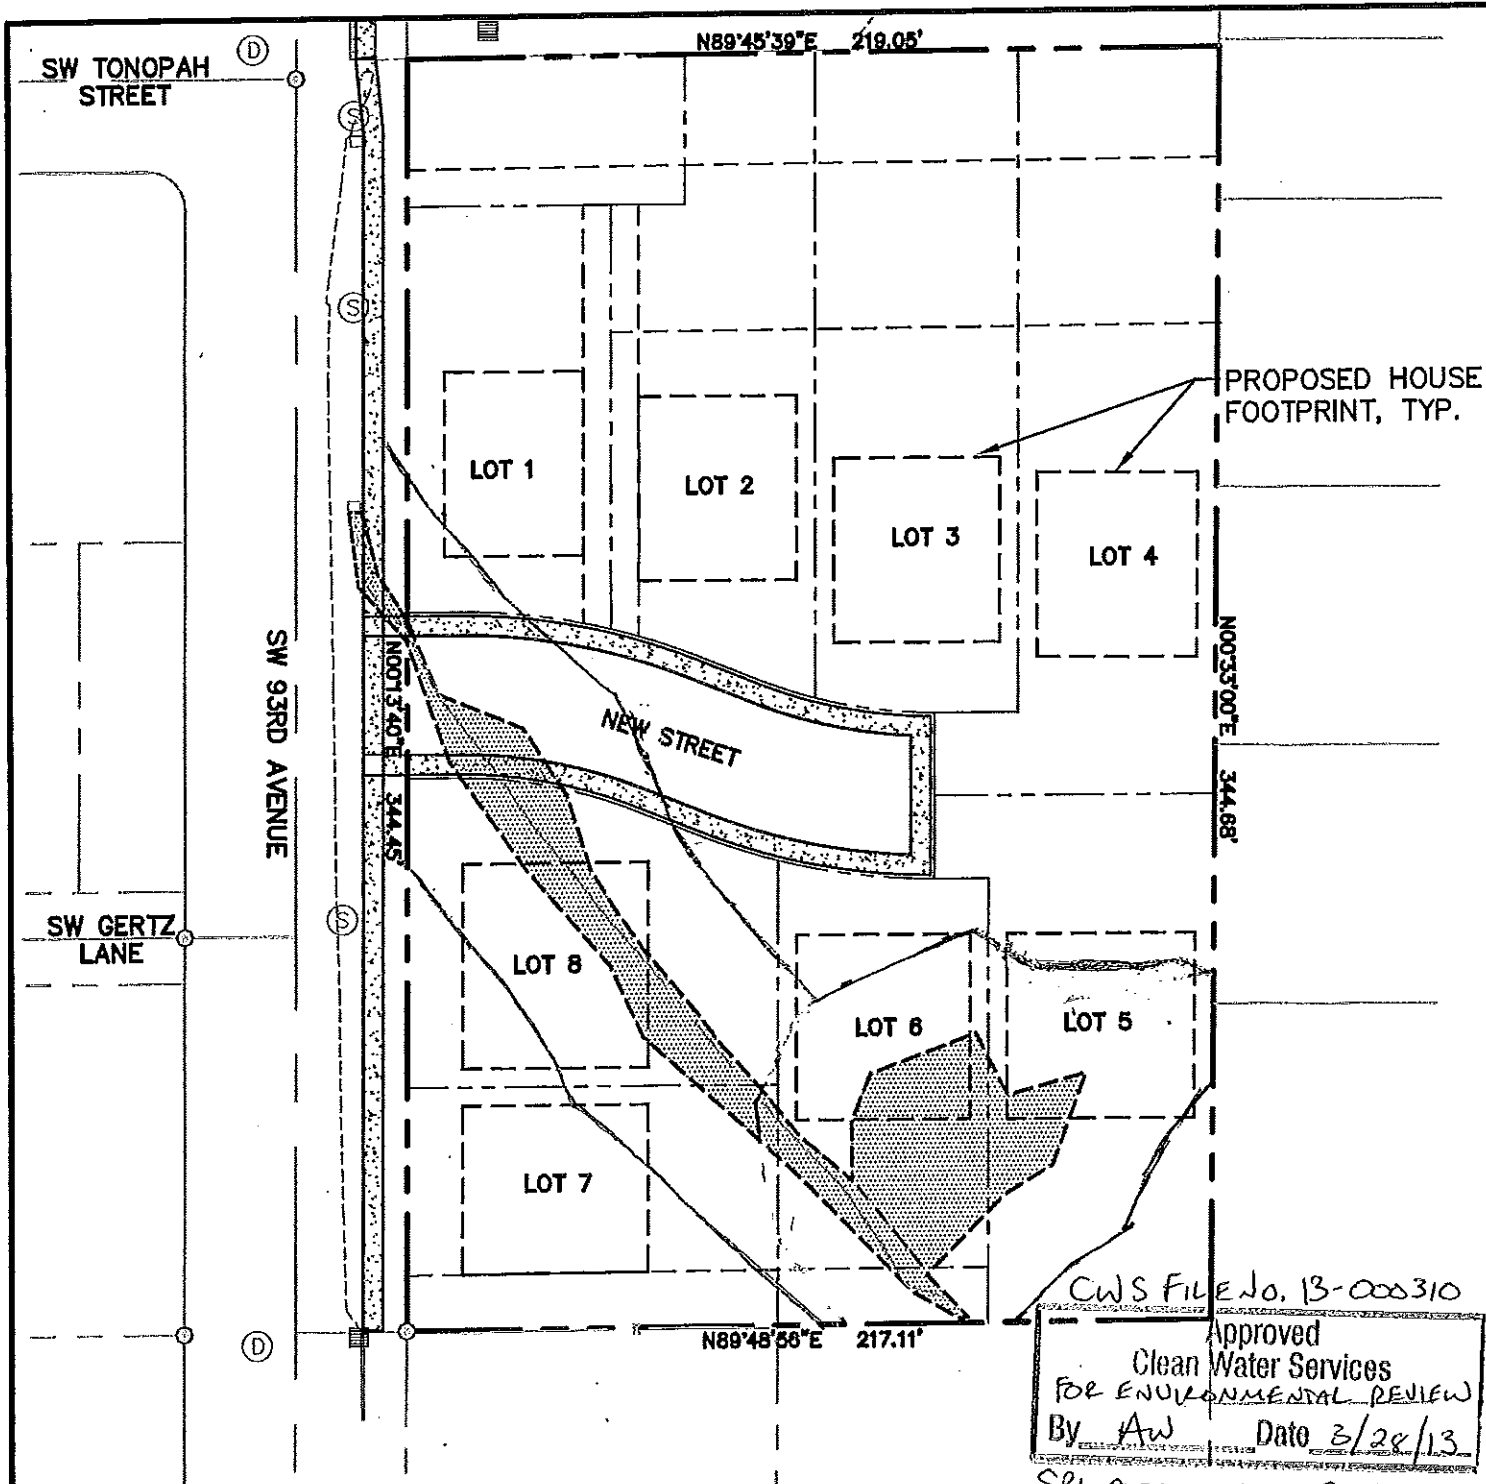 N89°45'39"E 219.05'
D
SW TONOPAH
STREET
S
S
PROPOSED HOUSE
FOOTPRINT, TYP.
LOT 1
LOT 2
LOT 3
LOT 4
SW 93RD AVENUE
N00°13'40"E 344.45'
NEW STREET
N00°33'00"E 344.68'
S
SW GERTZ
LANE
LOT 8
LOT 6
LOT 5
LOT 7
D
N89°48'56"E 217.11'
CWS FILE No. 13-000310
Approved
Clean Water Services
FOR ENVIRONMENTAL REVIEW
By AW Date 3/28/13